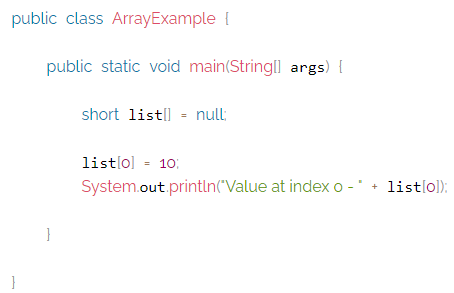 public class ArrayExample {
public static void main(String[] args) {
short list[] = null;
list[0] = 10;
System.out.println("Value at index 0 - " + list[0]);
}
}